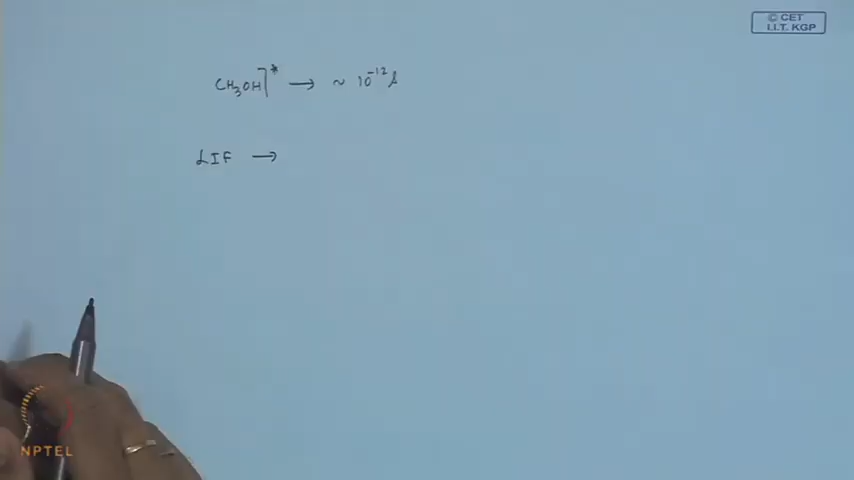 © CET
I.I.T. KGP
CH₃OH]* → ~ 10⁻¹² s
LIF →
NPTEL